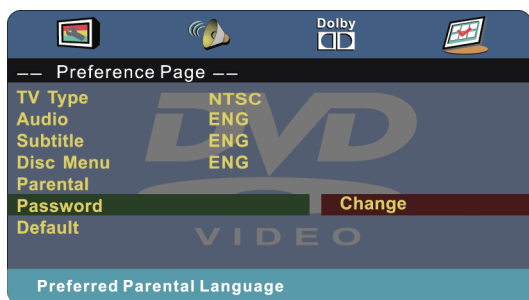 Dolby
-- Preference Page --
TV Type NTSC
Audio ENG
Subtitle ENG
Disc Menu ENG
Parental
Password Change
Default
DVD
VIDEO
Preferred Parental Language